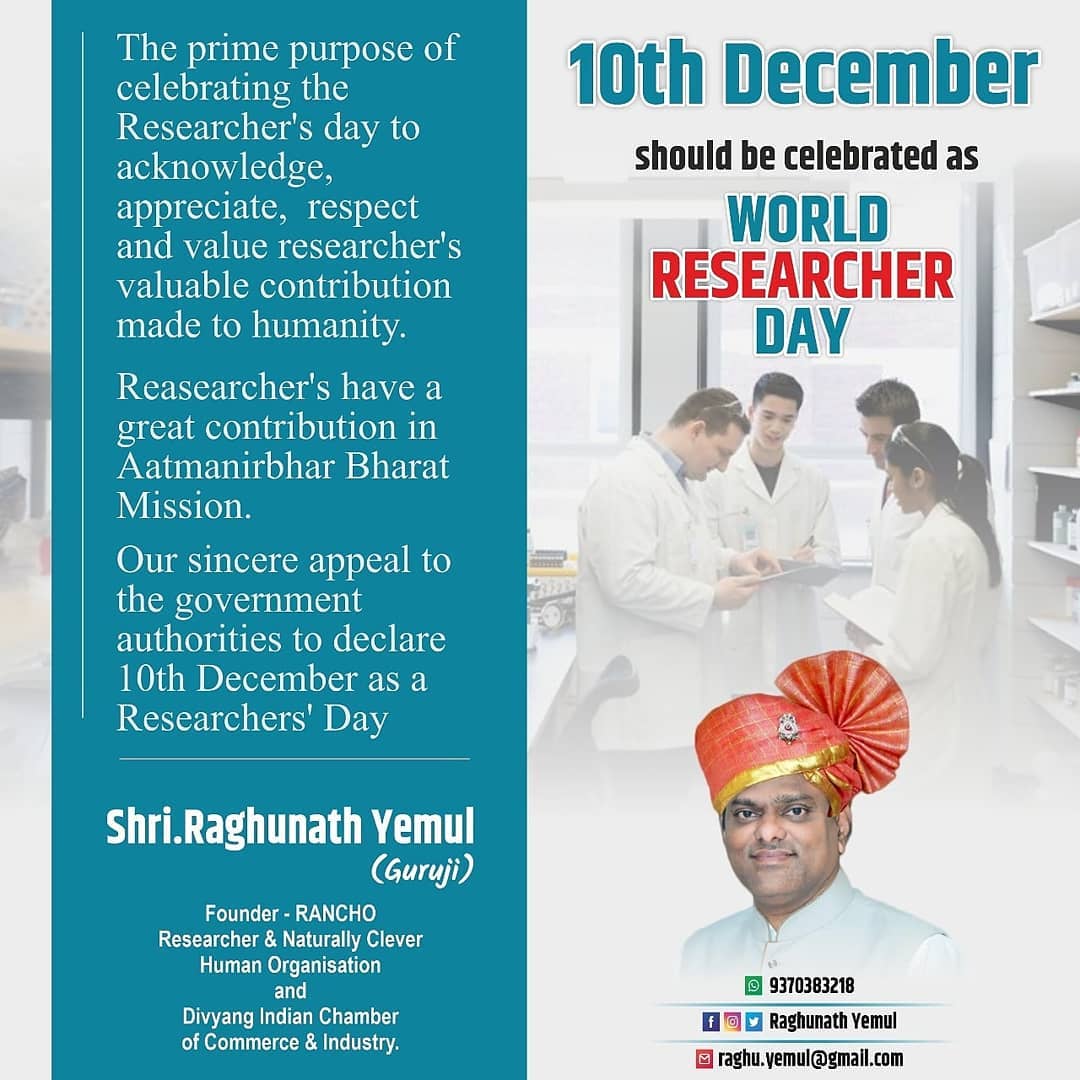 The prime purpose of
celebrating the
Researcher's day to
acknowledge,
appreciate,  respect
and value researcher's
valuable contribution
made to humanity.
Reasearcher's have a
great contribution in
Aatmanirbhar Bharat
Mission.
Our sincere appeal to
the government
authorities to declare
10th December as a
Researchers' Day
Shri.Raghunath Yemul
(Guruji)
Founder - RANCHO
Researcher & Naturally Clever
Human Organisation
and
Divyang Indian Chamber
of Commerce & Industry.
10th December
should be celebrated as
WORLD
RESEARCHER
DAY
9370383218
Raghunath Yemul
raghu.yemul@gmail.com